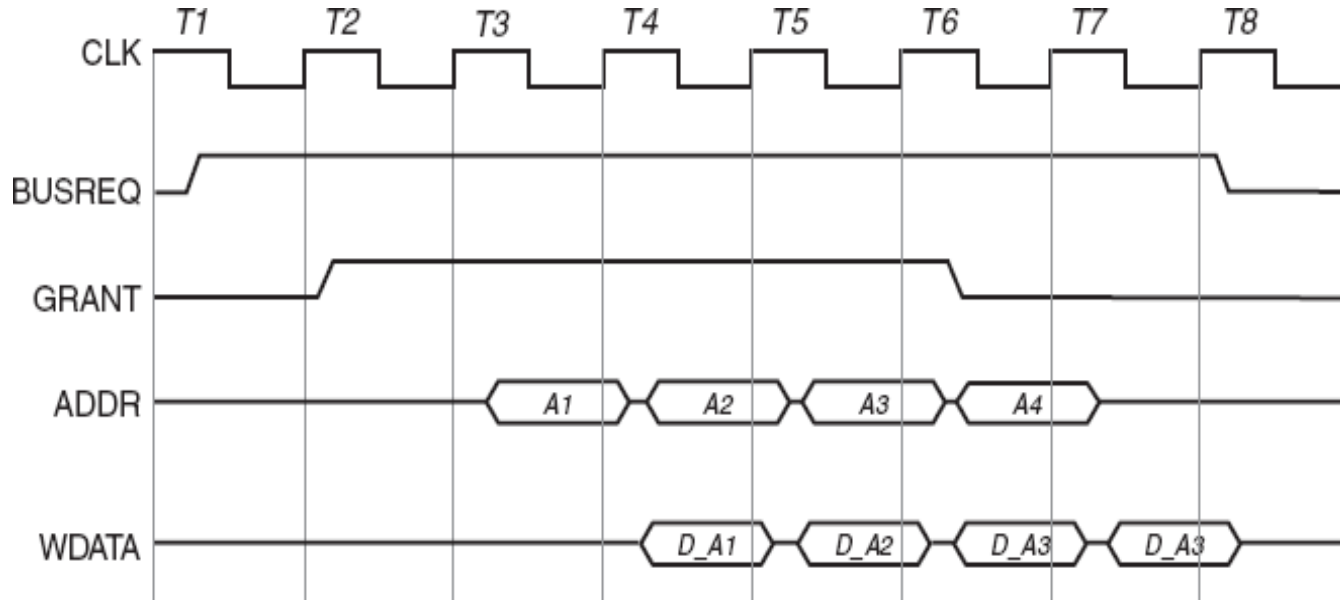 T1 T2 T3 T4 T5 T6 T7 T8
CLK
BUSREQ
GRANT
ADDR A1 A2 A3 A4
WDATA D_A1 D_A2 D_A3 D_A3